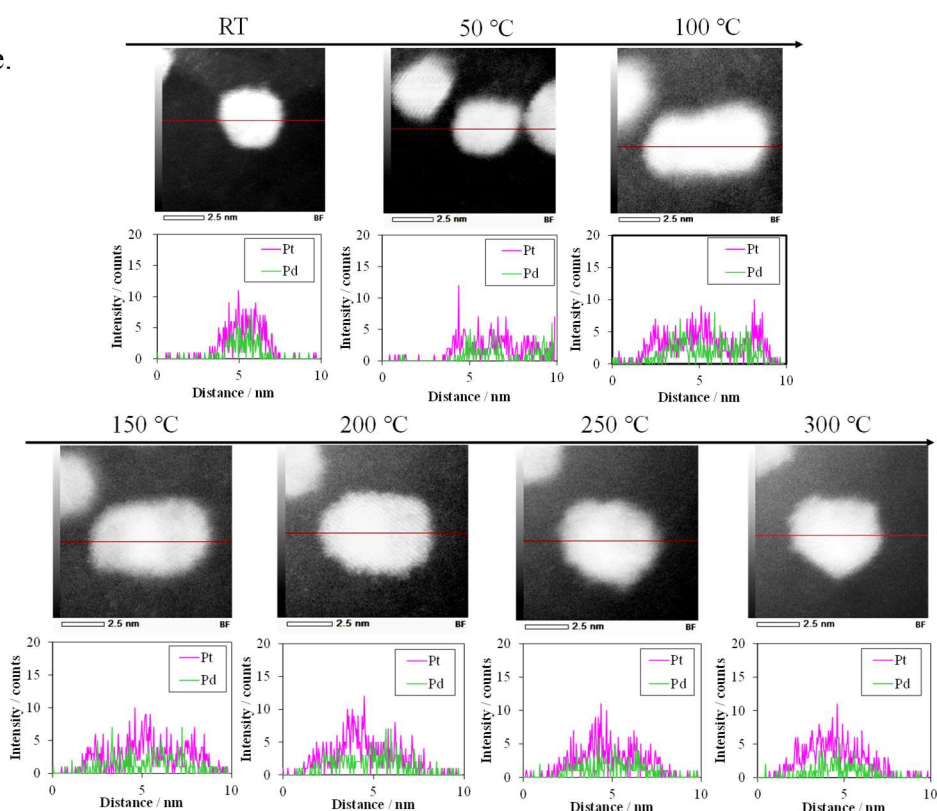 e.
RT 50 °C 100 °C
2.5 nm BF 2.5 nm BF 2.5 nm BF
20 15 10 5 0
Intensity / counts
Pt
Pd
0 5 10
Distance / nm
20 15 10 5 0
Intensity / counts
Pt
Pd
0 5 10
Distance / nm
20 15 10 5 0
Intensity / counts
Pt
Pd
0 5 10
Distance / nm
150 °C 200 °C 250 °C 300 °C
2.5 nm BF 2.5 nm BF 2.5 nm BF 2.5 nm BF
20 15 10 5 0
Intensity / counts
Pt
Pd
0 5 10
Distance / nm
20 15 10 5 0
Intensity / counts
Pt
Pd
0 5 10
Distance / nm
20 15 10 5 0
Intensity / counts
Pt
Pd
0 5 10
Distance / nm
20 15 10 5 0
Intensity / counts
Pt
Pd
0 5 10
Distance / nm